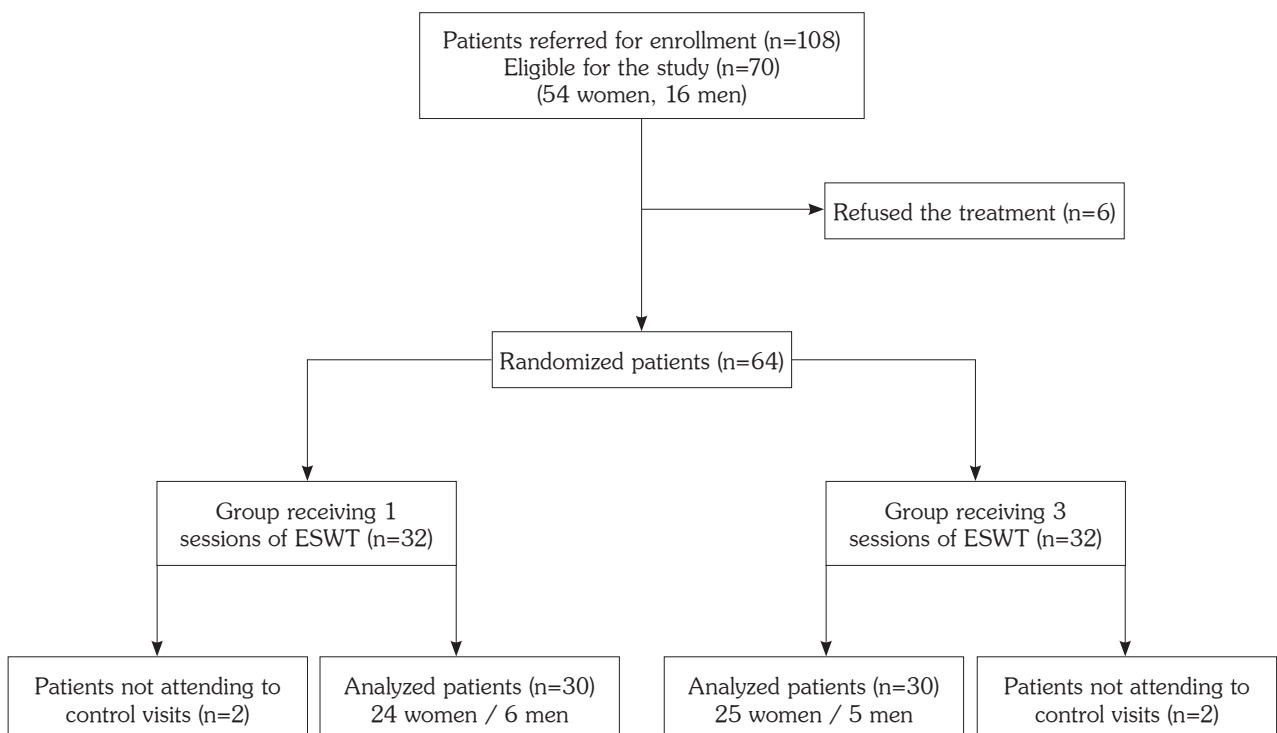 Patients referred for enrollment (n=108)
Eligible for the study (n=70)
(54 women, 16 men)
Refused the treatment (n=6)
Randomized patients (n=64)
Group receiving 1
sessions of ESWT (n=32)
Group receiving 3
sessions of ESWT (n=32)
Patients not attending to
control visits (n=2)
Analyzed patients (n=30)
24 women / 6 men
Analyzed patients (n=30)
25 women / 5 men
Patients not attending to
control visits (n=2)